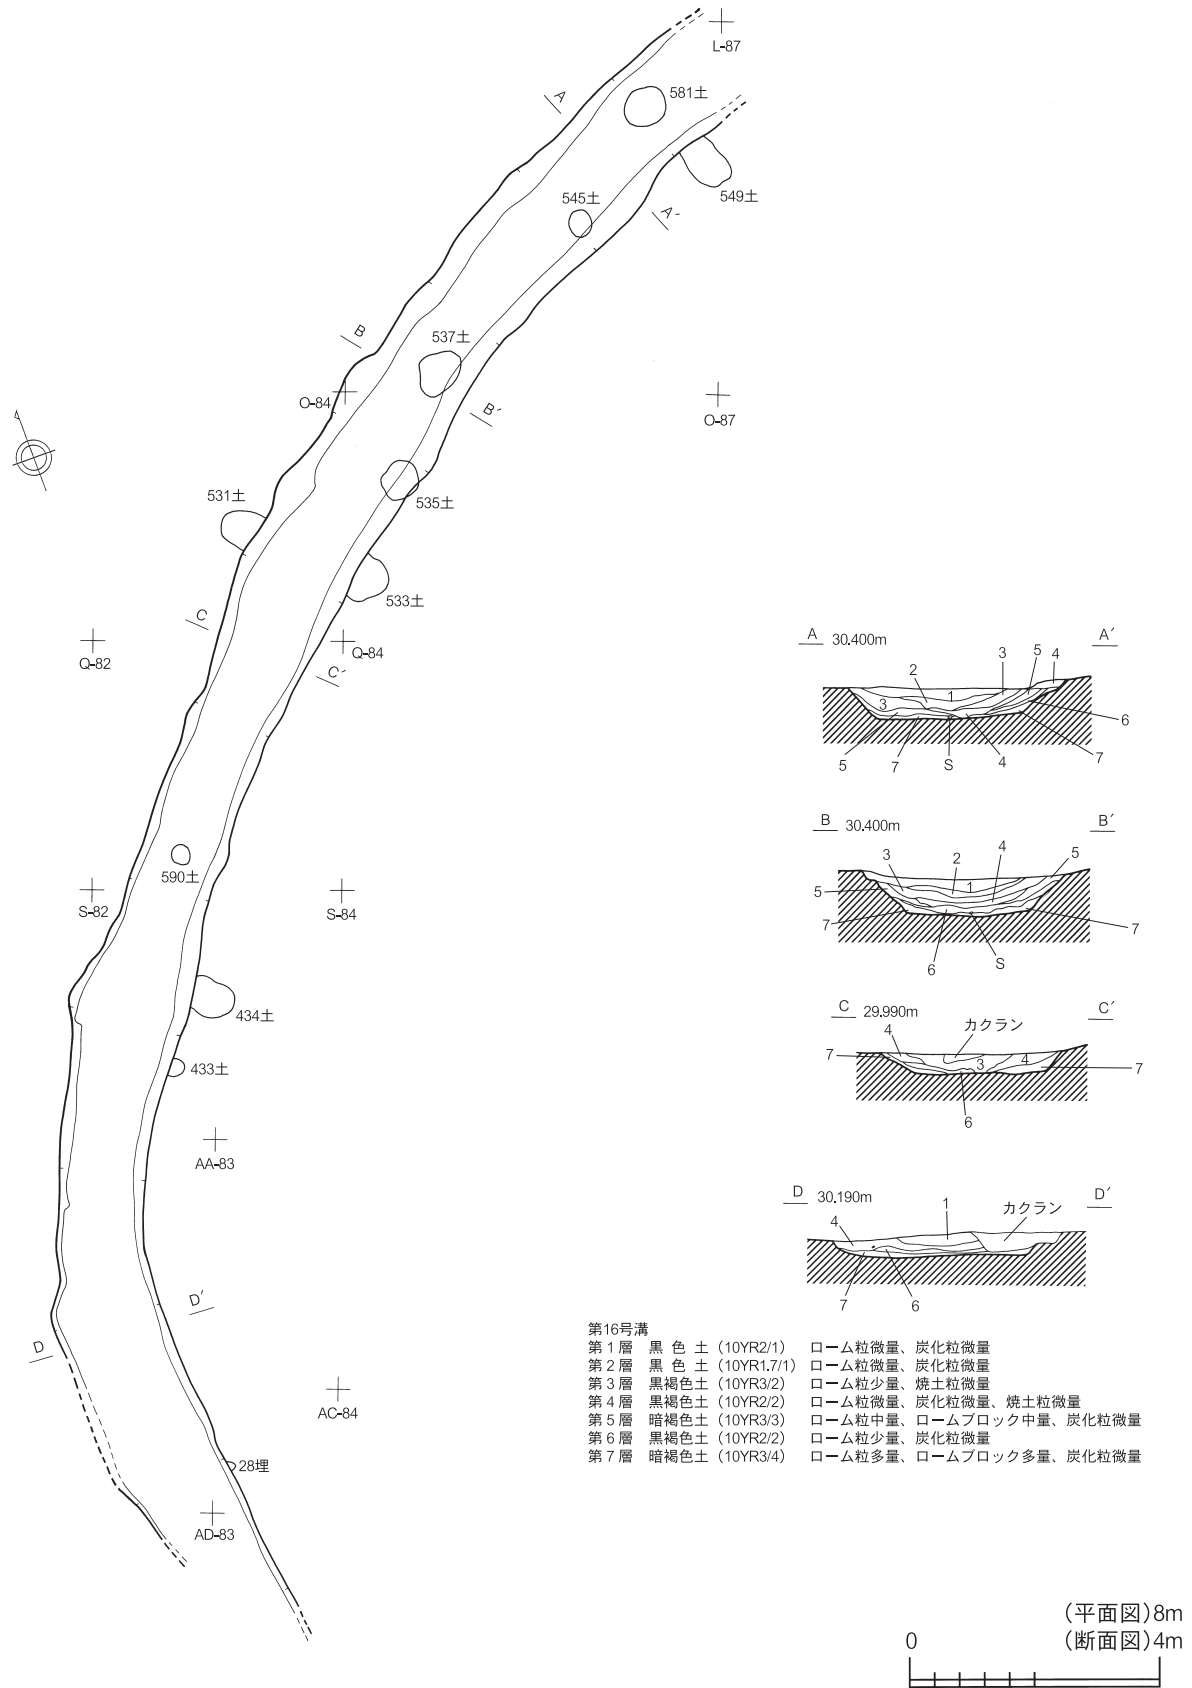 L-87
A
581土
549土
545土
A′
B
537土
O-84
O-87
B′
531土
535土
533土
C
Q-82
Q-84
C′
590土
S-82
S-84
434土
433土
AA-83
D′
D
AC-84
28埋
AD-83
A 30.400m A′
2 3 5 4
1
3
6
5 7 S 4 7
B 30.400m B′
3 2 4 5
1
5
7 7
6 S
C 29.990m C′
4 カクラン
7 3 4 7
6
D 30.190m D′
4 1 カクラン
7 6
第16号溝
第1層 黒 色 土(10YR2/1) ローム粒微量、炭化粒微量
第2層 黒 色 土(10YR1.7/1) ローム粒微量、炭化粒微量
第3層 黒褐色土(10YR3/2) ローム粒少量、焼土粒微量
第4層 黒褐色土(10YR2/2) ローム粒微量、炭化粒微量、焼土粒微量
第5層 暗褐色土(10YR3/3) ローム粒中量、ロームブロック中量、炭化粒微量
第6層 黒褐色土(10YR2/2) ローム粒少量、炭化粒微量
第7層 暗褐色土(10YR3/4) ローム粒多量、ロームブロック多量、炭化粒微量
(平面図)8m
0 (断面図)4m